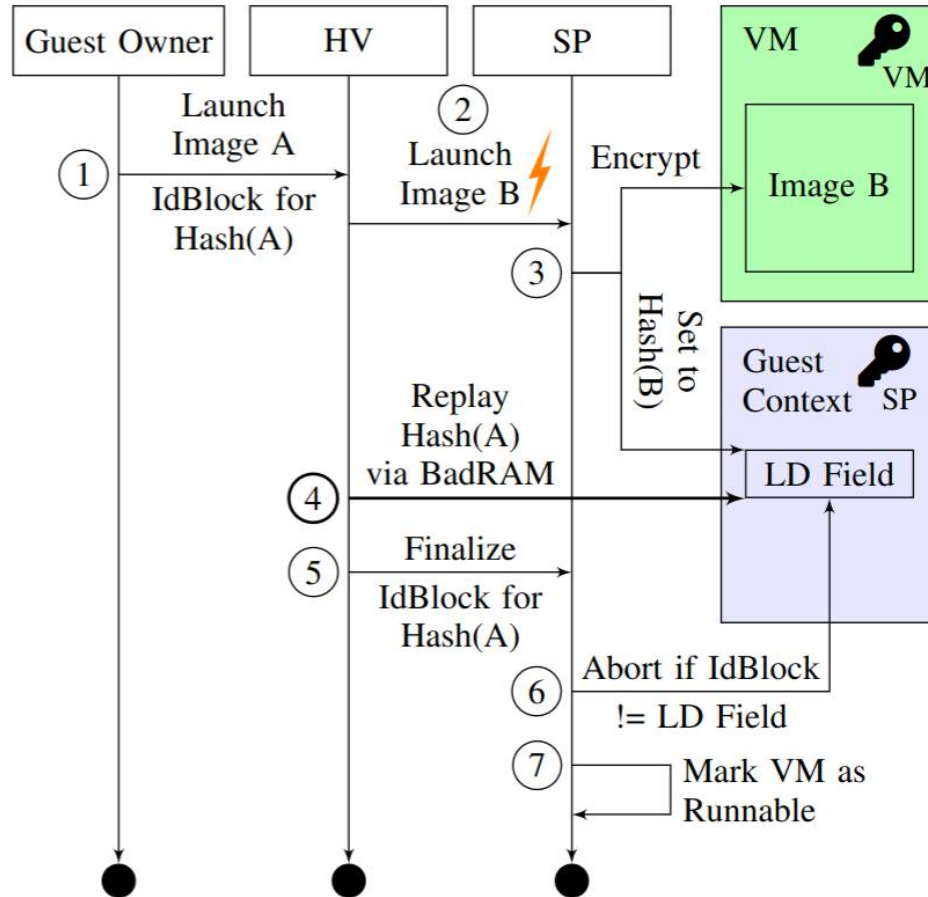 Guest Owner
HV
SP
VM
VM
Launch
Image A
1
IdBlock for
Hash(A)
2
Launch
Image B
Encrypt
Image B
3
Set to
Hash(B)
Guest
Context
SP
LD Field
Replay
Hash(A)
via BadRAM
4
5
Finalize
IdBlock for
Hash(A)
6
Abort if IdBlock
!= LD Field
7
Mark VM as
Runnable